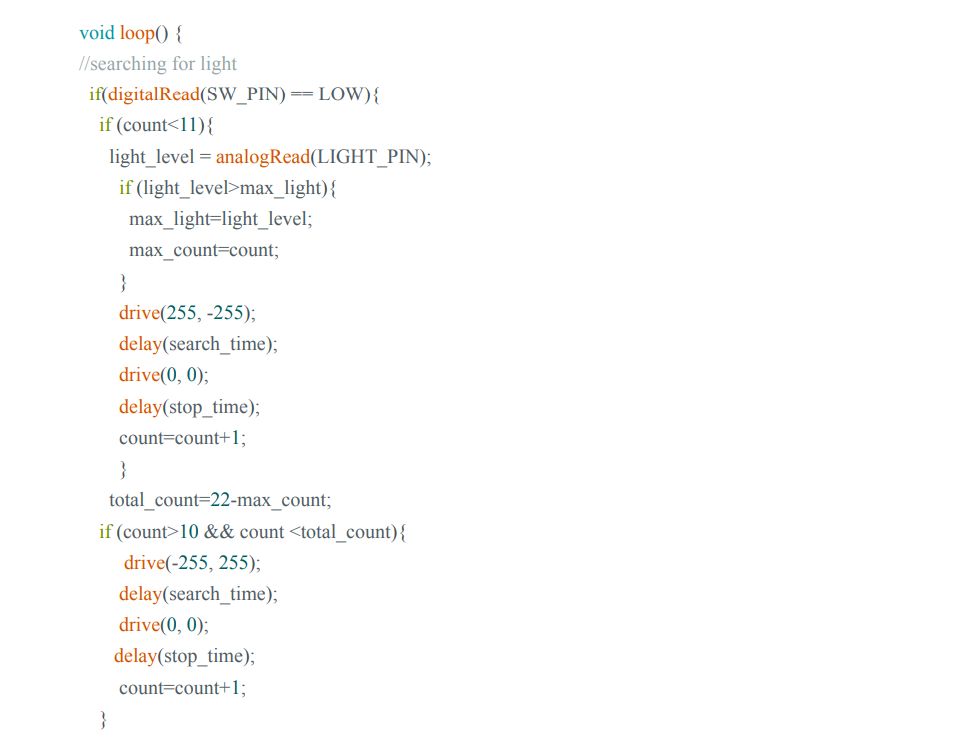 void loop() {
//searching for light
if(digitalRead(SW_PIN) == LOW){
if (count<11){
light_level = analogRead(LIGHT_PIN);
if (light_level>max_light){
max_light=light_level;
max_count=count;
}
drive(255, -255);
delay(search_time);
drive(0, 0);
delay(stop_time);
count=count+1;
}
total_count=22-max_count;
if (count>10 && count <total_count){
drive(-255, 255);
delay(search_time);
drive(0, 0);
delay(stop_time);
count=count+1;
}